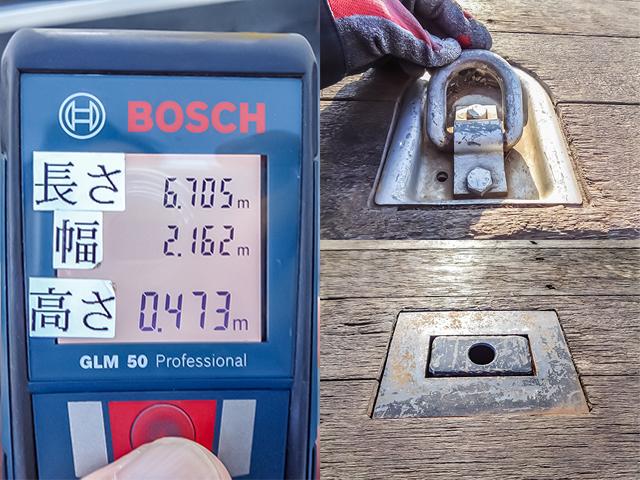 BOSCH
長さ 6.705m
幅 2.162m
高さ 0.473m
GLM 50 Professional